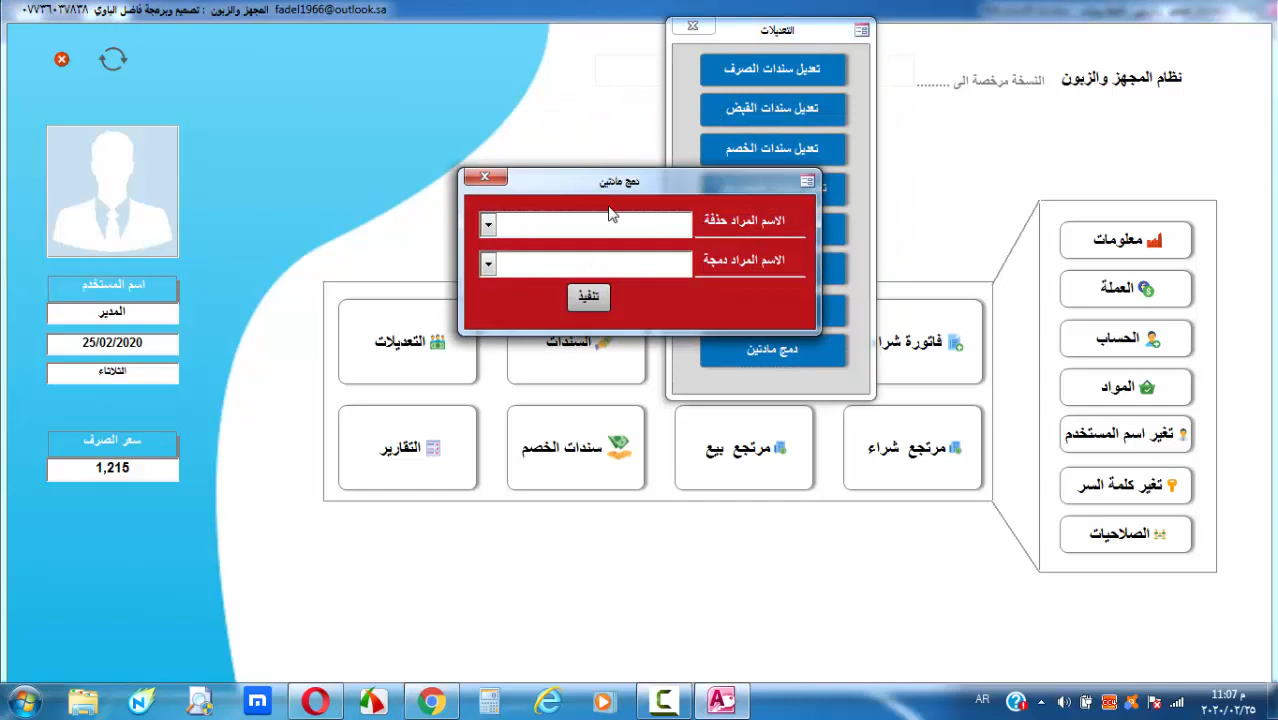 المجهز والزبون : تصميم وبرمجة فاضل الباوي fadel1966@outlook.sa ٠٧٧٣٦٠٣٧٨٣٨
نظام المجهز والزبون
النسخة مرخصة الى .........
التعديلات
تعديل سندات الصرف
تعديل سندات القبض
تعديل سندات الخصم
دمج مادتين
الاسم المراد حذفة
الاسم المراد دمجة
تنفيذ
دمج مادتين
اسم المستخدم
المدير
25/02/2020
الثلاثاء
سعر الصرف
1,215
فاتورة شرا
السندات
التعديلات
مرتجع شراء
مرتجع بيع
سندات الخصم
التقارير
معلومات
العملة
الحساب
المواد
تغير اسم المستخدم
تغير كلمة السر
الصلاحيات
AR
11:07 م
٢٠٢٠/٠٢/٢٥